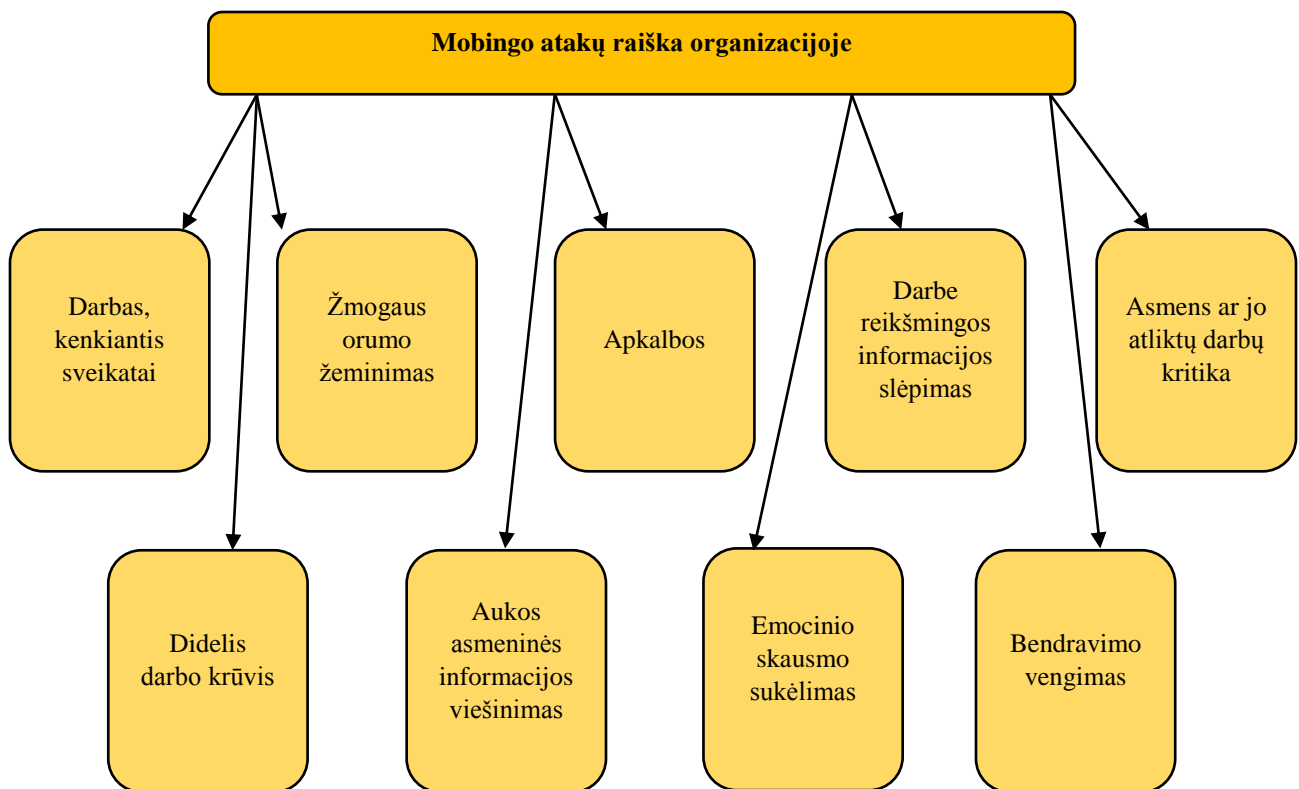 Mobingo atakų raiška organizacijoje
Darbas,
kenkiantis
sveikatai
Žmogaus
orumo
žeminimas
Apkalbos
Darbe
reikšmingos
informacijos
slėpimas
Asmens ar jo
atliktų darbų
kritika
Didelis
darbo krūvis
Aukos
asmeninės
informacijos
viešinimas
Emocinio
skausmo
sukėlimas
Bendravimo
vengimas